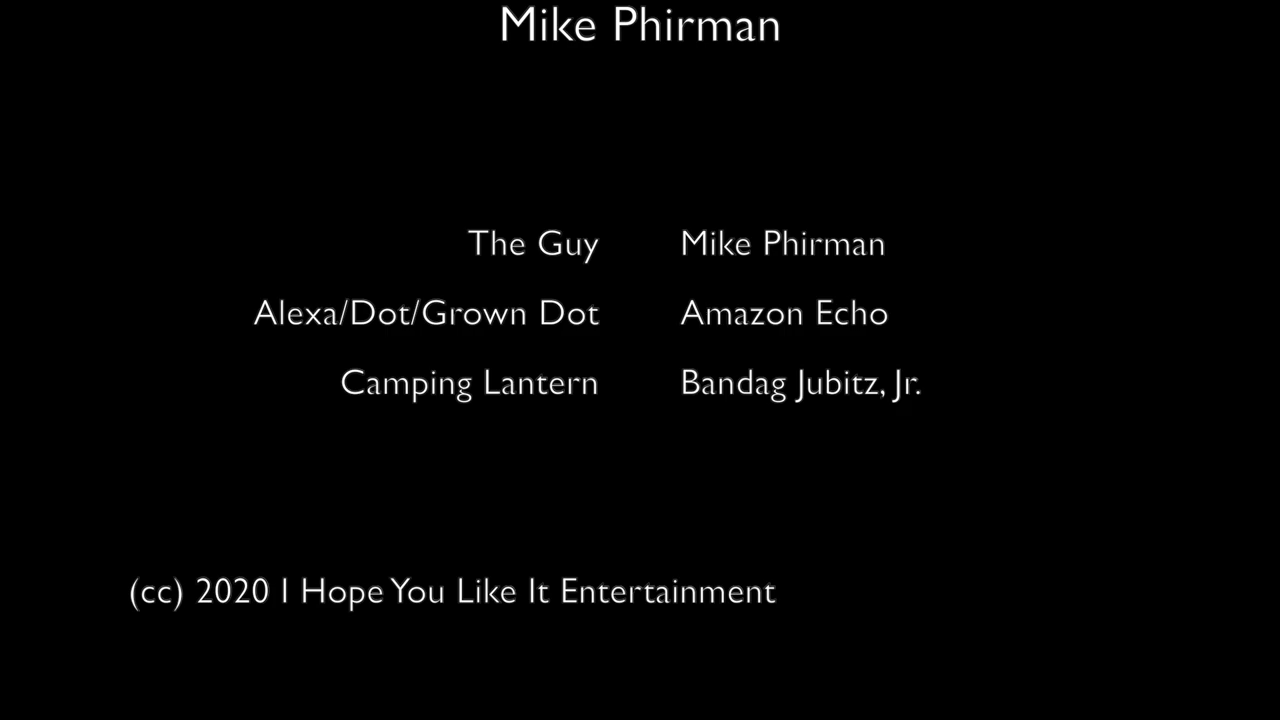 Mike Phirman
The Guy Mike Phirman
Alexa/Dot/Grown Dot Amazon Echo
Camping Lantern Bandag Jubitz, Jr.
(cc) 2020 I Hope You Like It Entertainment